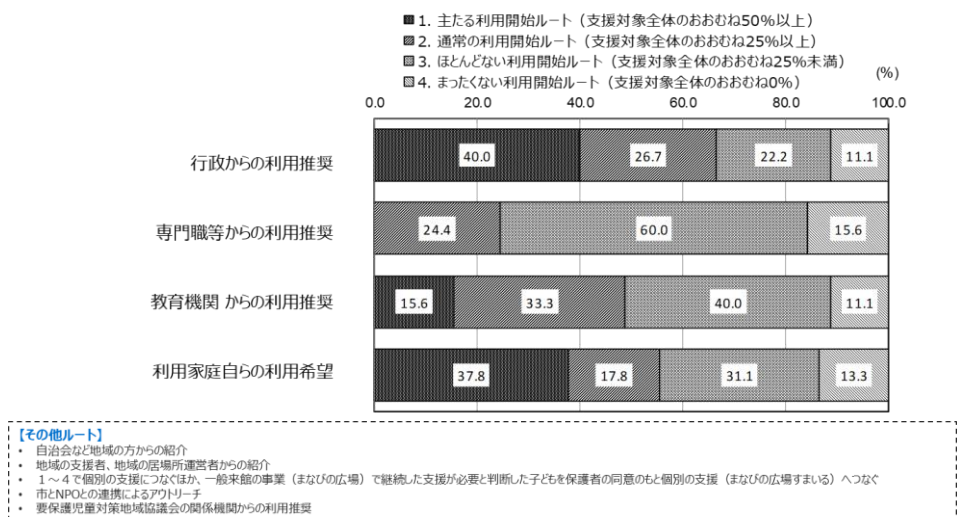 1. 主たる利用開始ルート（支援対象全体のおおむね50％以上）
2. 通常の利用開始ルート（支援対象全体のおおむね25％以上）
3. ほとんどない利用開始ルート（支援対象全体のおおむね25％未満）
4. まったくない利用開始ルート（支援対象全体のおおむね0％）
(%)
0.0 20.0 40.0 60.0 80.0 100.0
行政からの利用推奨 40.0 26.7 22.2 11.1
専門職等からの利用推奨 24.4 60.0 15.6
教育機関 からの利用推奨 15.6 33.3 40.0 11.1
利用家庭自らの利用希望 37.8 17.8 31.1 13.3
【その他ルート】
• 自治会など地域の方からの紹介
• 地域の支援者、地域の居場所運営者からの紹介
• １～４で個別の支援につなぐほか、一般来館の事業（まなびの広場）で継続した支援が必要と判断した子どもを保護者の同意のもと個別の支援（まなびの広場すまいる）へつなぐ
• 市とNPOとの連携によるアウトリーチ
• 要保護児童対策地域協議会の関係機関からの利用推奨